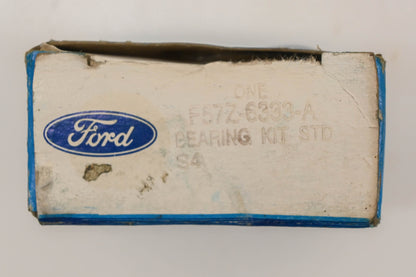 Ford
ONE
F57Z-6333-A
BEARING KIT STD
S4